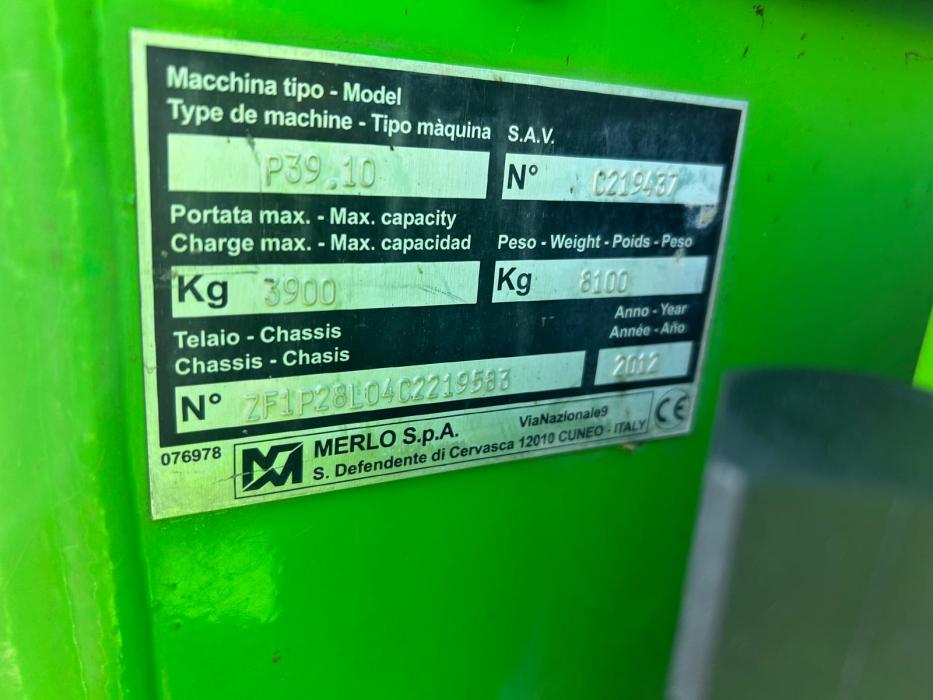 Macchina tipo - Model
Type de machine - Tipo màquina
P39.10
S.A.V.
N° C219437
Portata max. - Max. capacity
Charge max. - Max. capacidad
Kg 3900
Peso - Weight - Poids - Peso
Kg 8100
Telaio - Chassis
Chassis - Chasis
N° ZF1P28L04C2219583
Anno - Year
Année - Año
2012
076978
MERLO S.p.A.
ViaNazionale9
S. Defendente di Cervasca 12010 CUNEO - ITALY
CE